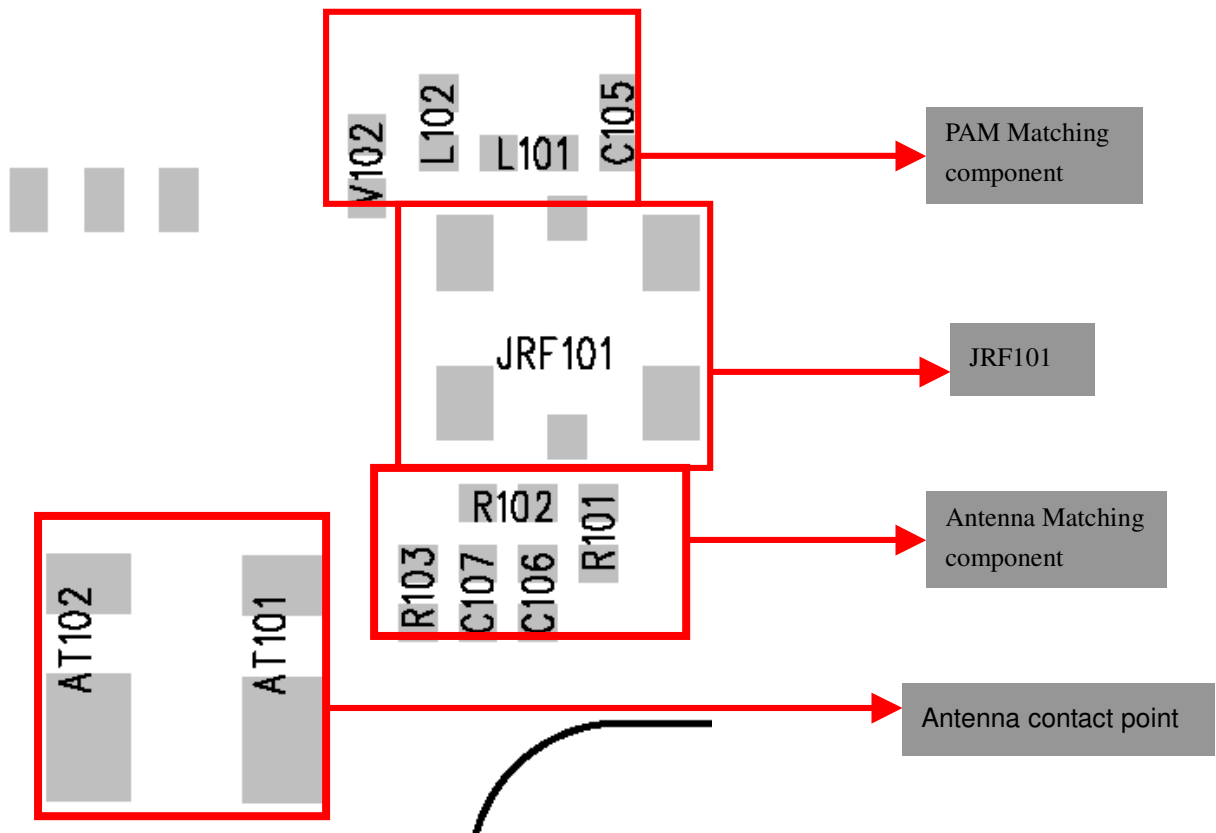 V102
L102
L101
C105
PAM Matching
component
JRF101
JRF101
R102
R101
R103
C107
C106
Antenna Matching
component
AT102
AT101
Antenna contact point